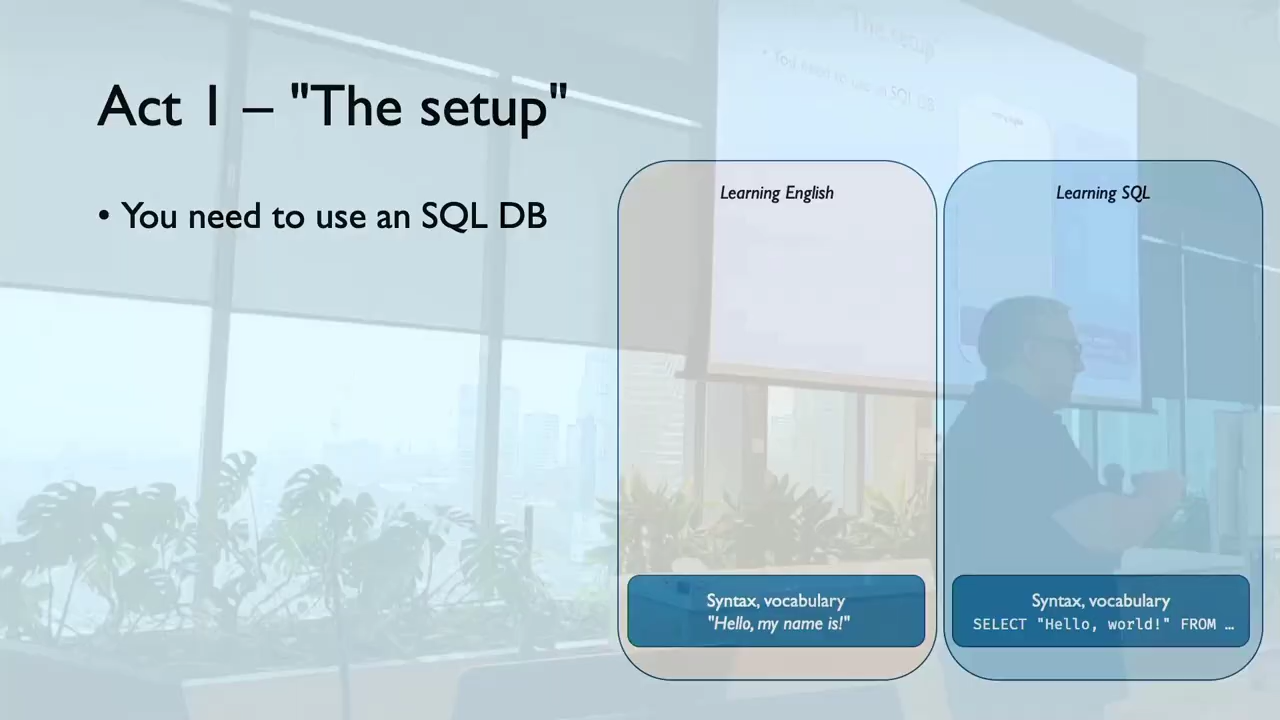 Act 1 – "The setup"
• You need to use an SQL DB
Learning English
Syntax, vocabulary
"Hello, my name is!"
Learning SQL
Syntax, vocabulary
SELECT "Hello, world!" FROM …
"The setup"
• You need to use an SQL DB